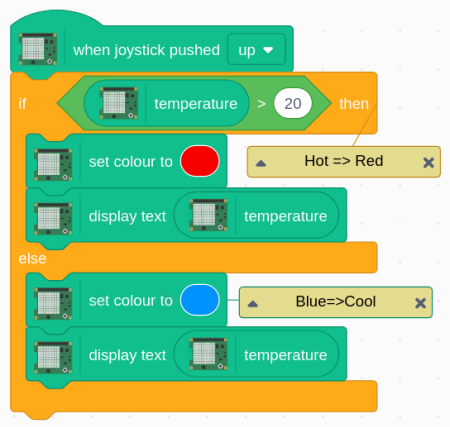 when joystick pushed up
if temperature > 20 then
set colour to
Hot => Red
display text temperature
else
set colour to
Blue=>Cool
display text temperature